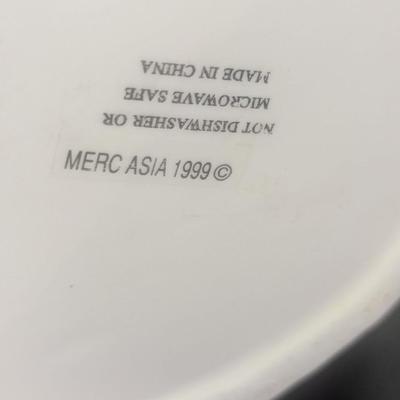 NOT DISHWASHER OR
MICROWAVE SAFE
MADE IN CHINA
MERC ASIA 1999©